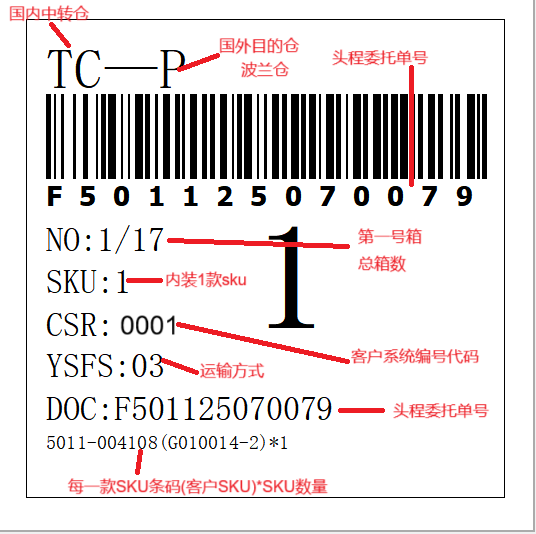 国内中转仓
TC—P
国外目的仓
波兰仓
头程委托单号
F501125070079
NO:1/17
1
第一号箱
总箱数
SKU:1
内装1款sku
CSR: 0001
客户系统编号代码
YSFS:03
运输方式
DOC:F501125070079
头程委托单号
5011-004108(G010014-2)*1
每一款SKU条码(客户SKU)*SKU数量